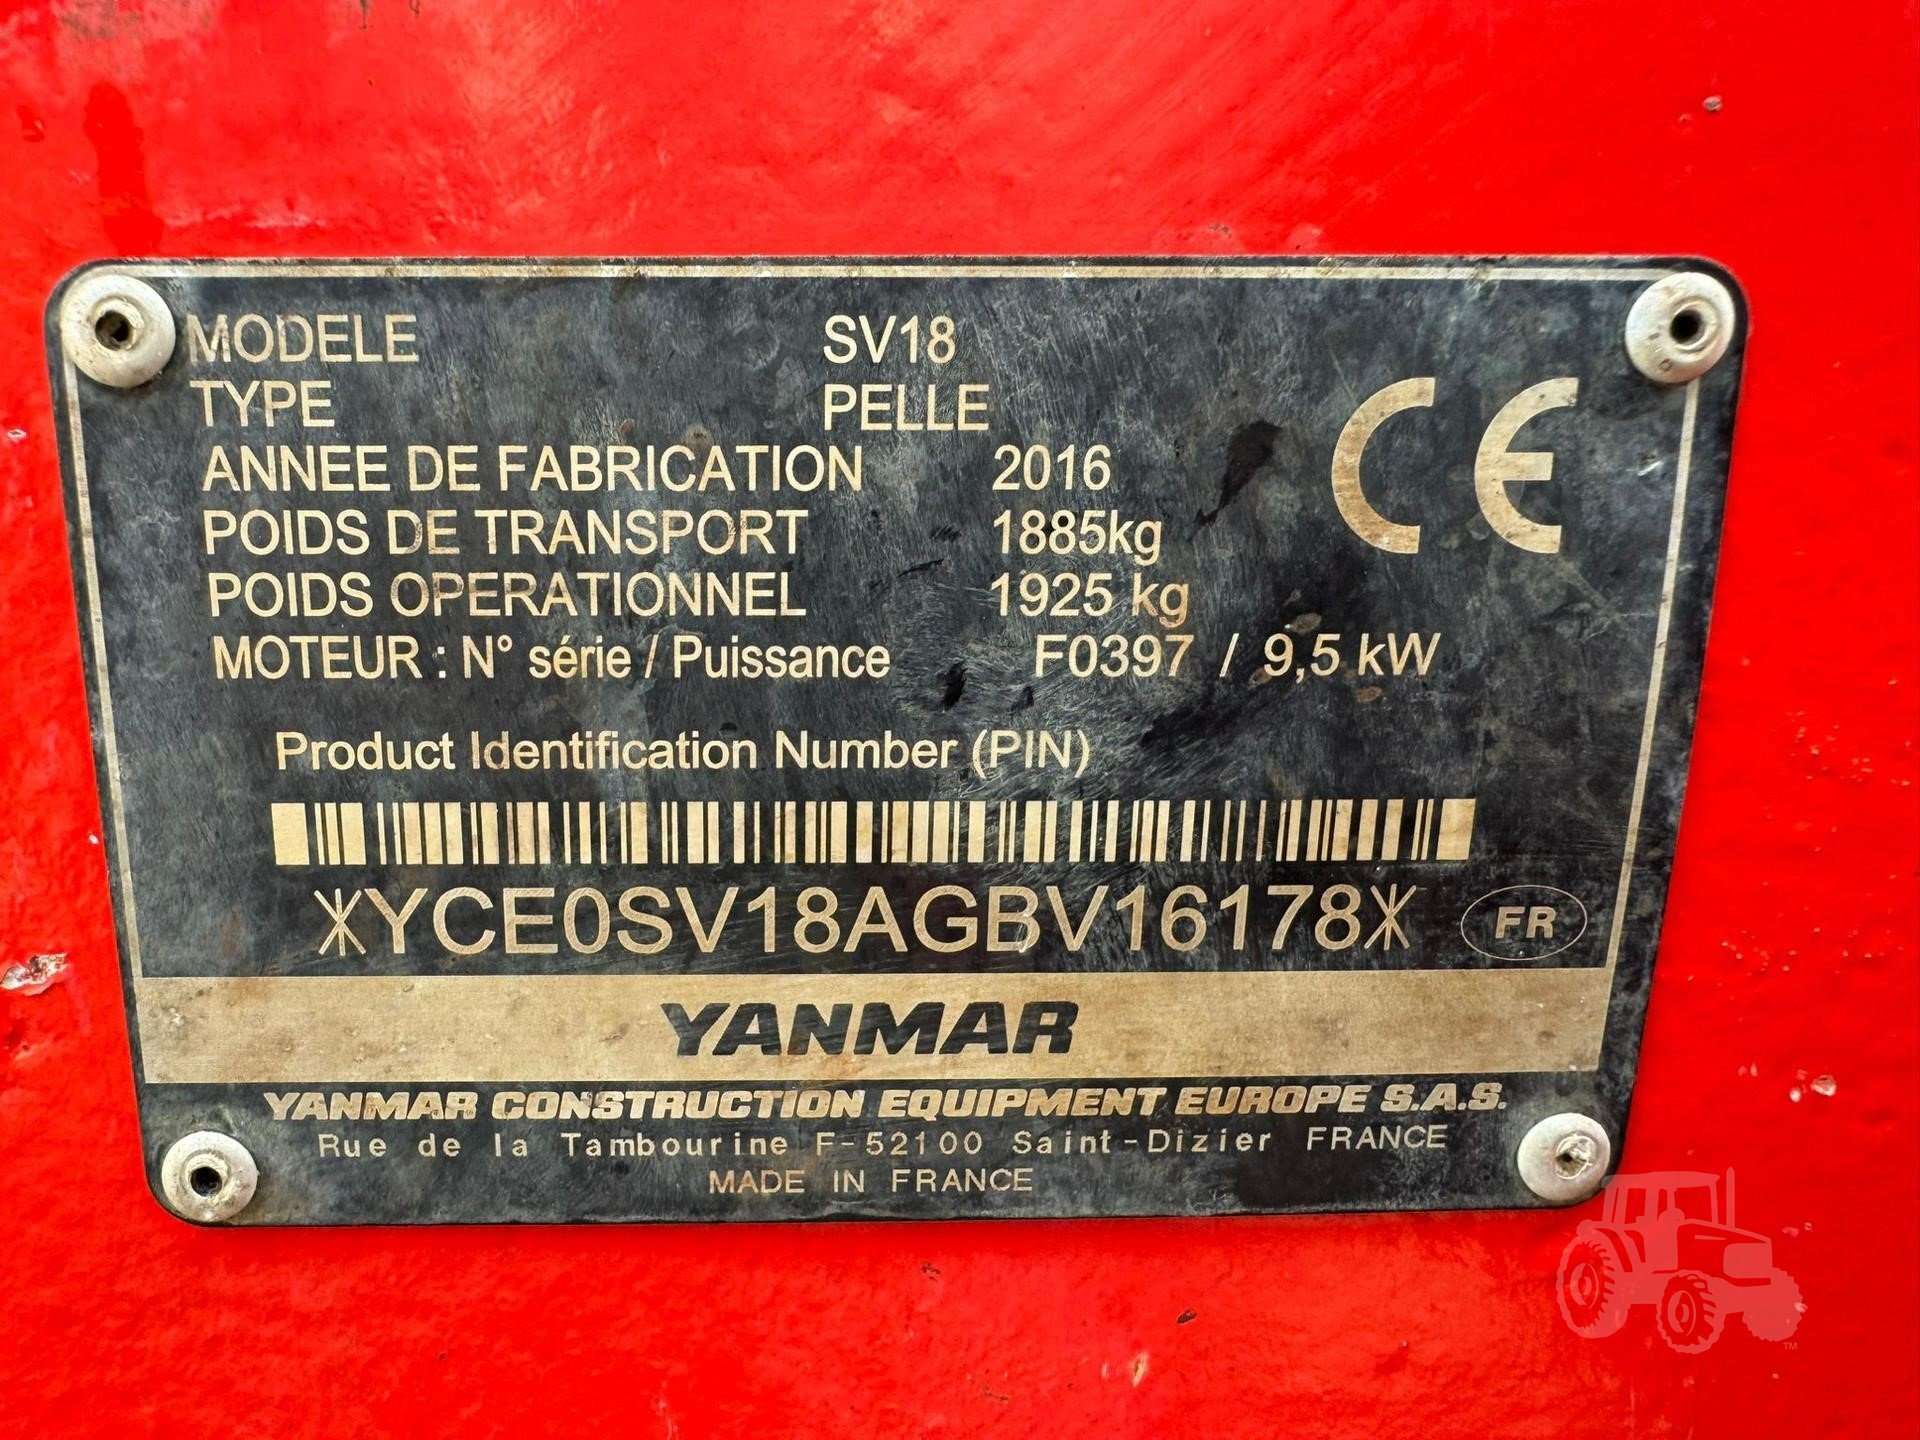 MODELE SV18
TYPE PELLE
ANNEE DE FABRICATION 2016
POIDS DE TRANSPORT 1885kg
POIDS OPERATIONNEL 1925 kg
MOTEUR : N° série / Puissance F0397 / 9,5 kW
CE
Product Identification Number (PIN)
*YCE0SV18AGBV16178*
FR
YANMAR
YANMAR CONSTRUCTION EQUIPMENT EUROPE S.A.S.
Rue de la Tambourine F-52100 Saint-Dizier FRANCE
MADE IN FRANCE
TM